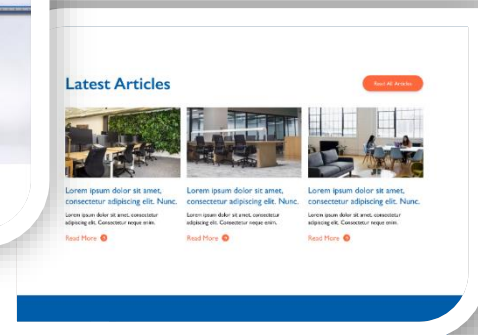 Latest Articles
Read All Articles
Lorem ipsum dolor sit amet,
consectetur adipiscing elit. Nunc.
Lorem ipsum dolor sit amet, consectetur
adipiscing elit. Consectetur neque enim.
Read More
Lorem ipsum dolor sit amet,
consectetur adipiscing elit. Nunc.
Lorem ipsum dolor sit amet, consectetur
adipiscing elit. Consectetur neque enim.
Read More
Lorem ipsum dolor sit amet,
consectetur adipiscing elit. Nunc.
Lorem ipsum dolor sit amet, consectetur
adipiscing elit. Consectetur neque enim.
Read More